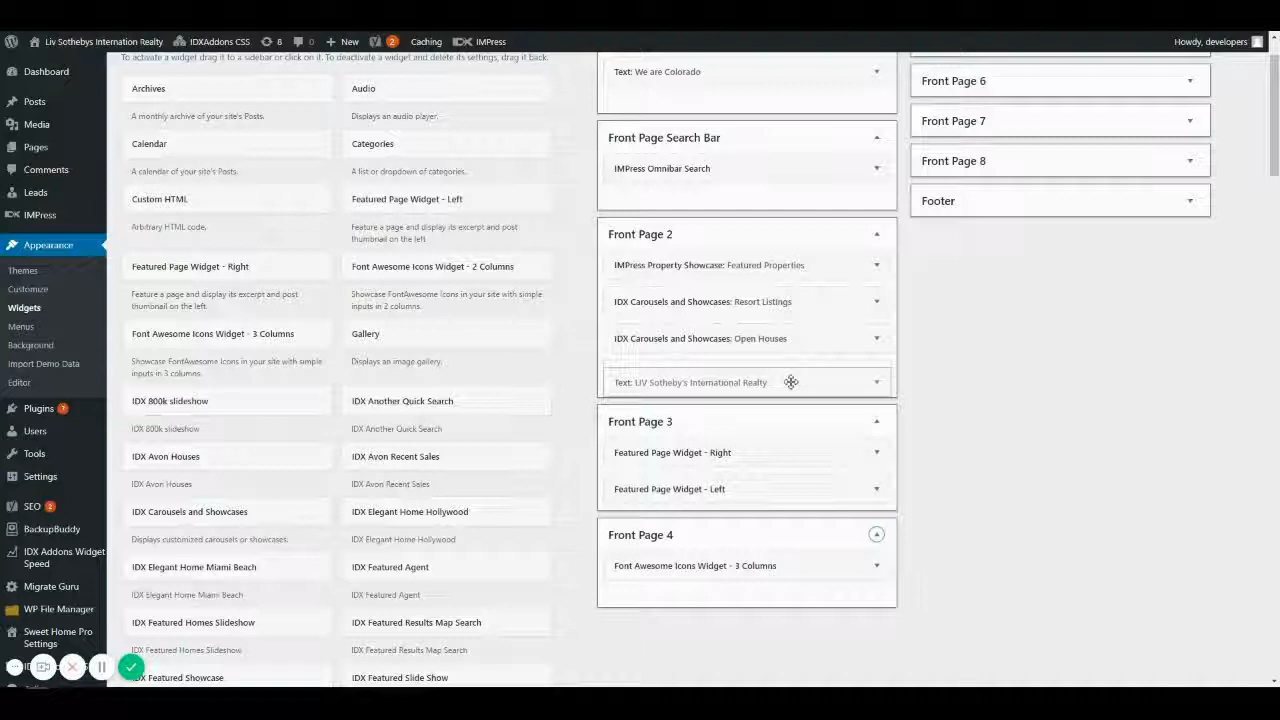 Liv Sothebys Internation Realty
IDXAddons CSS
8
0
New
2
Caching
IMPress
Howdy, developers
Dashboard
Posts
Media
Pages
Comments
Leads
IMPress
Appearance
Themes
Customize
Widgets
Menus
Background
Import Demo Data
Editor
Plugins 7
Users
Tools
Settings
SEO 2
BackupBuddy
IDX Addons Widget
Speed
Migrate Guru
WP File Manager
Sweet Home Pro
Settings
To activate a widget drag it to a sidebar or click on it. To deactivate a widget and delete its settings, drag it back.
Archives
A monthly archive of your site's Posts.
Audio
Displays an audio player.
Calendar
A calendar of your site's Posts.
Categories
A list or dropdown of categories.
Custom HTML
Arbitrary HTML code.
Featured Page Widget - Left
Feature a page and display its excerpt and post
thumbnail on the left.
Featured Page Widget - Right
Feature a page and display its excerpt and post
thumbnail on the left.
Font Awesome Icons Widget - 2 Columns
Showcase FontAwesome Icons in your site with simple
inputs in 2 columns.
Font Awesome Icons Widget - 3 Columns
Showcase FontAwesome Icons in your site with simple
inputs in 3 columns.
Gallery
Displays an image gallery.
IDX 800k slideshow
IDX 800k slideshow
IDX Another Quick Search
IDX Another Quick Search
IDX Avon Houses
IDX Avon Houses
IDX Avon Recent Sales
IDX Avon Recent Sales
IDX Carousels and Showcases
Displays customized carousels or showcases.
IDX Elegant Home Hollywood
IDX Elegant Home Hollywood
IDX Elegant Home Miami Beach
IDX Elegant Home Miami Beach
IDX Featured Agent
IDX Featured Agent
IDX Featured Homes Slideshow
IDX Featured Homes Slideshow
IDX Featured Results Map Search
IDX Featured Results Map Search
IDX Featured Showcase
IDX Featured Slide Show
Text: We are Colorado
Front Page Search Bar
IMPress Omnibar Search
Front Page 2
IMPress Property Showcase: Featured Properties
IDX Carousels and Showcases: Resort Listings
IDX Carousels and Showcases: Open Houses
Text: LIV Sotheby's International Realty
Front Page 3
Featured Page Widget - Right
Featured Page Widget - Left
Front Page 4
Font Awesome Icons Widget - 3 Columns
Front Page 6
Front Page 7
Front Page 8
Footer